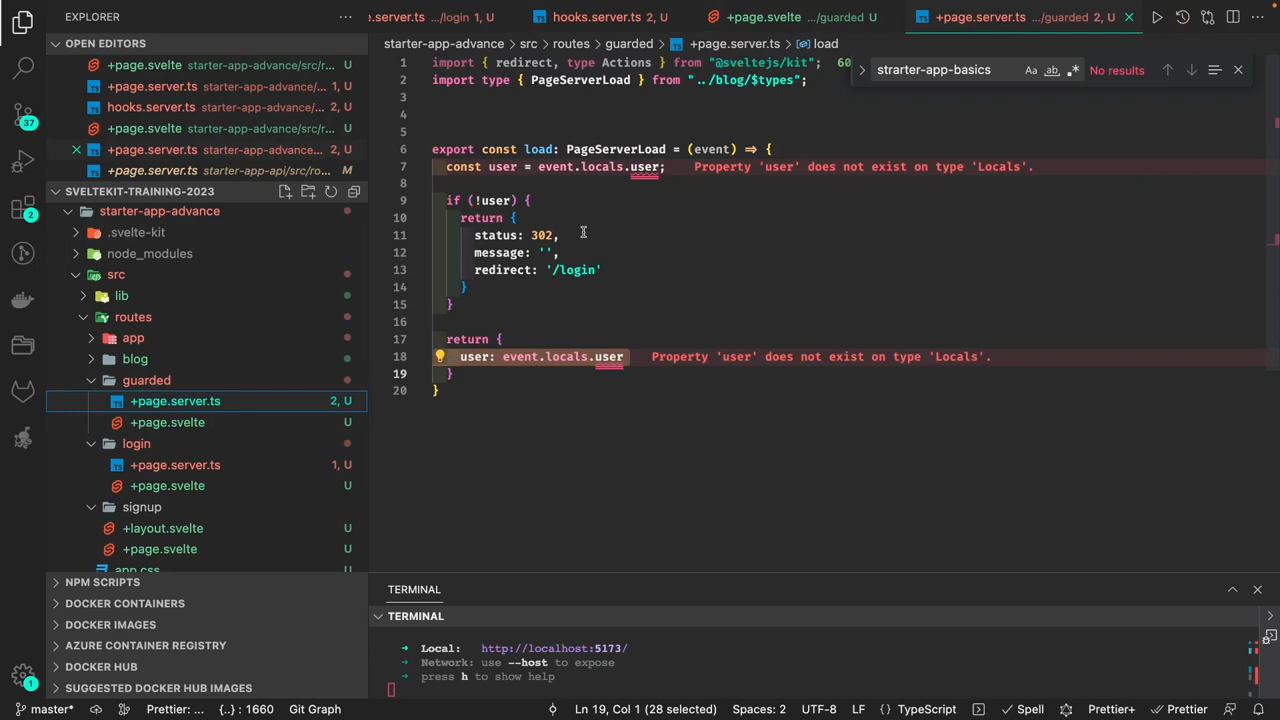 EXPLORER
···
e.server.ts .../login 1, U
hooks.server.ts 2, U
+page.svelte .../guarded U
+page.server.ts .../guarded 2, U
OPEN EDITORS
+page.svelte starter-app-advance/src/r...
+page.server.ts starter-app-advance... 1, U
hooks.server.ts starter-app-advance/... 2, U
+page.svelte starter-app-advance/src/r...
+page.server.ts starter-app-advance... 2, U
+page.server.ts starter-app-api/src/ro... M
SVELTEKIT-TRAINING-2023
starter-app-advance
.svelte-kit
node_modules
src
lib
routes
app
blog
guarded
+page.server.ts 2, U
+page.svelte U
login
+page.server.ts 1, U
+page.svelte U
signup
+layout.svelte U
+page.svelte U
app.css
NPM SCRIPTS
DOCKER CONTAINERS
DOCKER IMAGES
AZURE CONTAINER REGISTRY
DOCKER HUB
SUGGESTED DOCKER HUB IMAGES
37
2
1
starter-app-advance > src > routes > guarded > +page.server.ts > load
strarter-app-basics Aa ab No results
1 import { redirect, type Actions } from "@sveltejs/kit"; 60
2 import type { PageServerLoad } from "../blog/$types";
3
4
5
6 export const load: PageServerLoad = (event) => {
7 const user = event.locals.user; Property 'user' does not exist on type 'Locals'.
8
9 if (!user) {
10 return {
11 status: 302,
12 message: '',
13 redirect: '/login'
14 }
15 }
16
17 return {
18 user: event.locals.user Property 'user' does not exist on type 'Locals'.
19 }
20 }
TERMINAL
TERMINAL
➜ Local: http://localhost:5173/
➜ Network: use --host to expose
➜ press h to show help
master* Prettier: ... {..} : 1660 Git Graph Ln 19, Col 1 (28 selected) Spaces: 2 UTF-8 LF {} TypeScript Spell Prettier+ Prettier